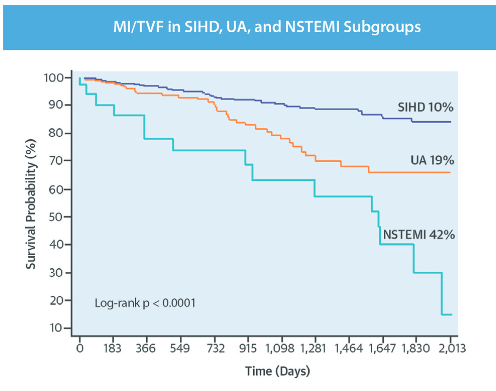 MI/TVF in SIHD, UA, and NSTEMI Subgroups
100
90
80
70
60
50
40
30
20
10
Survival Probability (%)
SIHD 10%
UA 19%
NSTEMI 42%
Log-rank p < 0.0001
0 183 366 549 732 915 1,098 1,281 1,464 1,647 1,830 2,013
Time (Days)